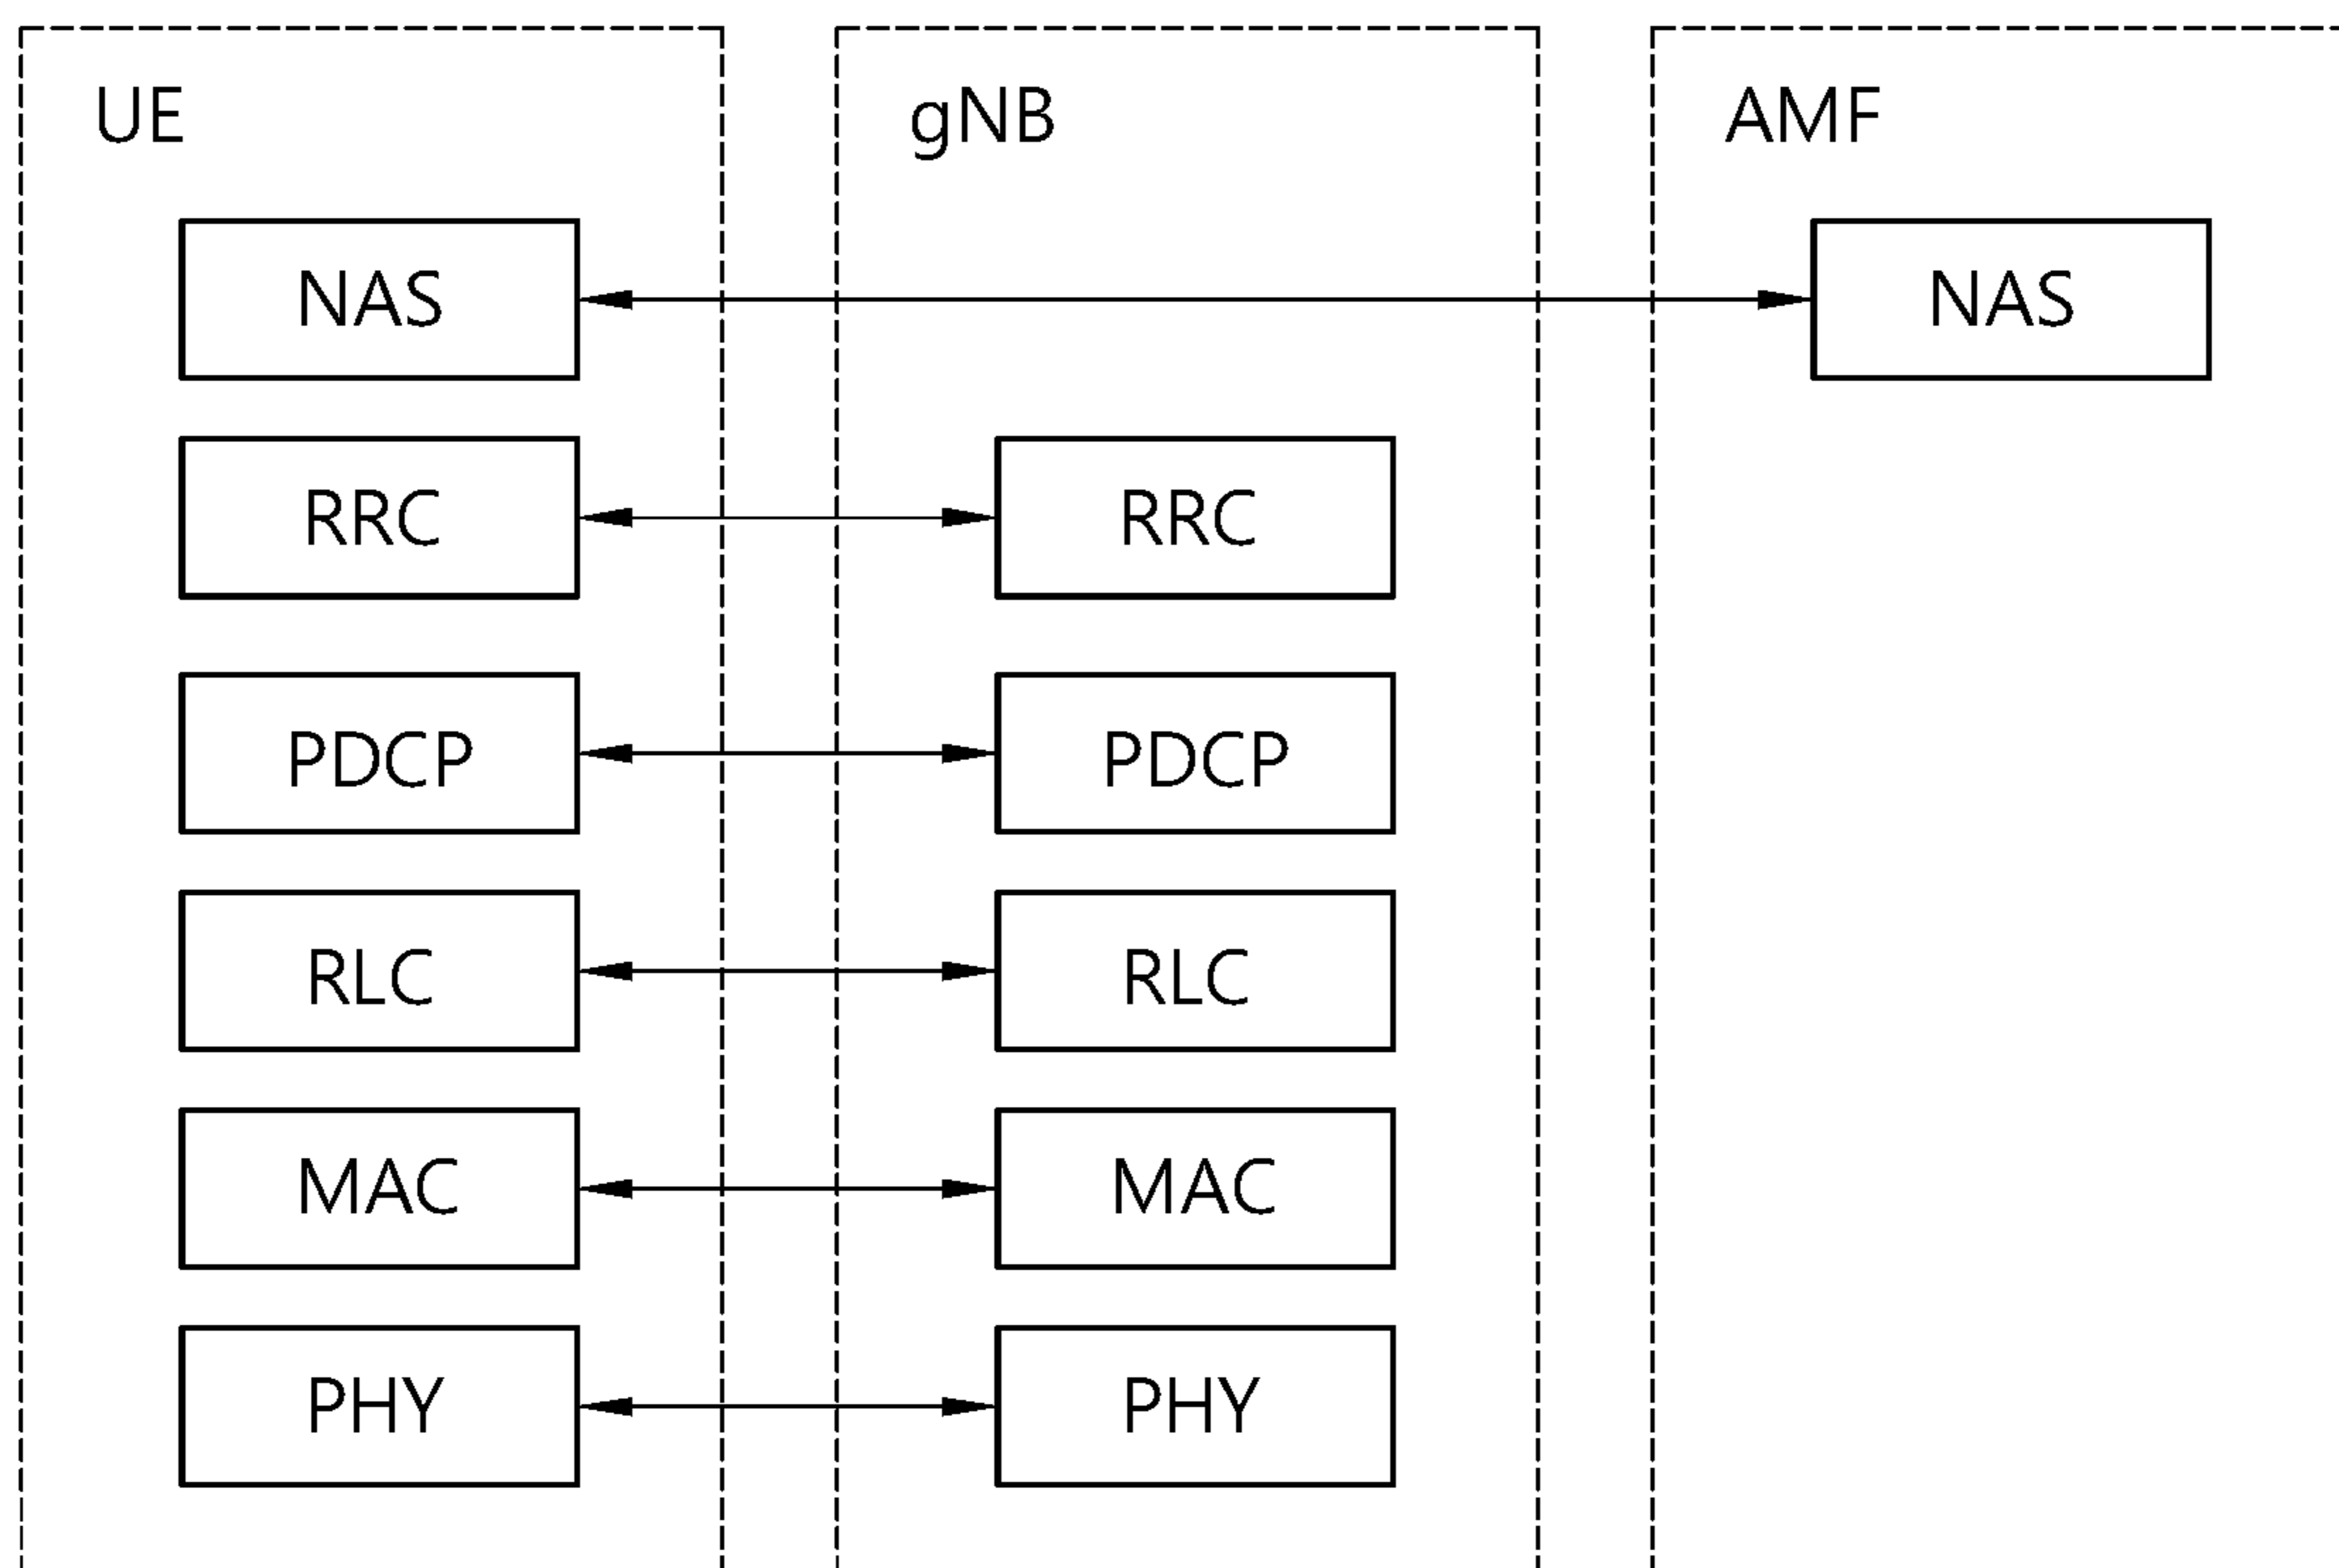 UE
gNB
AMF
NAS
NAS
RRC
RRC
PDCP
PDCP
RLC
RLC
MAC
MAC
PHY
PHY